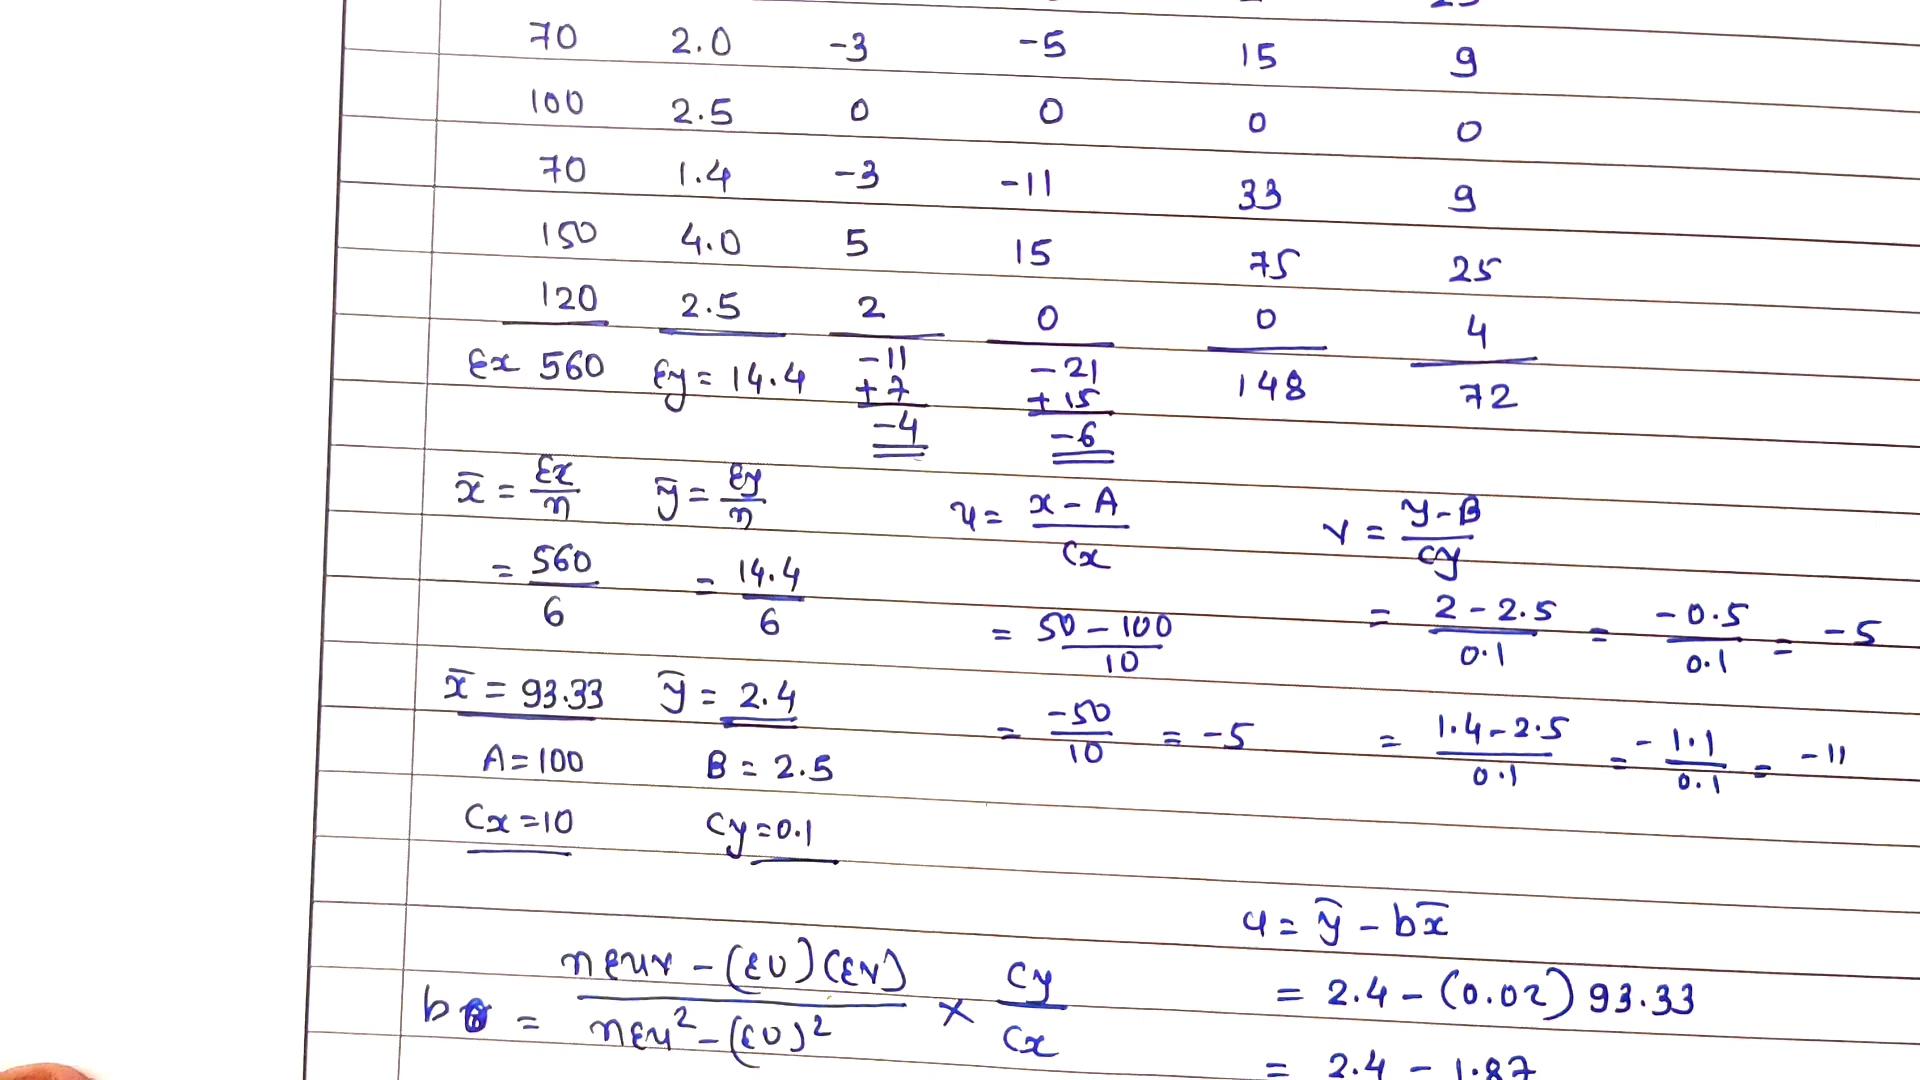 70 2.0 -3 -5 15 9
100 2.5 0 0 0 0
70 1.4 -3 -11 33 9
150 4.0 5 15 75 25
120 2.5 2 0 0 4
Σx 560 Σy = 14.4 -11 -21 148 72
+7 +15
-4 -6
x̄ = Σx/n ȳ = Σy/n u = x-A/Cx v = y-B/Cy
= 560/6 = 14.4/6 = 50-100/10 = 2-2.5/0.1 = -0.5/0.1 = -5
x̄ = 93.33 ȳ = 2.4 = -50/10 = -5 = 1.4-2.5/0.1 = -1.1/0.1 = -11
A=100 B = 2.5
Cx =10 Cy=0.1
a = ȳ - bx̄
b = nΣuv - (Σu)(Σv)/nΣu² - (Σu)² × Cy/Cx = 2.4 - (0.02) 93.33
= 2.4 - 1.87